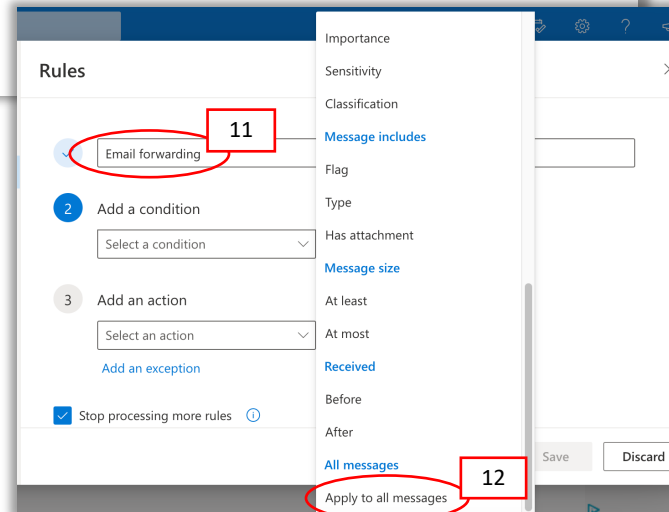 Rules
11
Email forwarding
2 Add a condition
Select a condition
3 Add an action
Select an action
Add an exception
Stop processing more rules
Importance
Sensitivity
Classification
Message includes
Flag
Type
Has attachment
Message size
At least
At most
Received
Before
After
All messages
Apply to all messages
12
Save
Discard